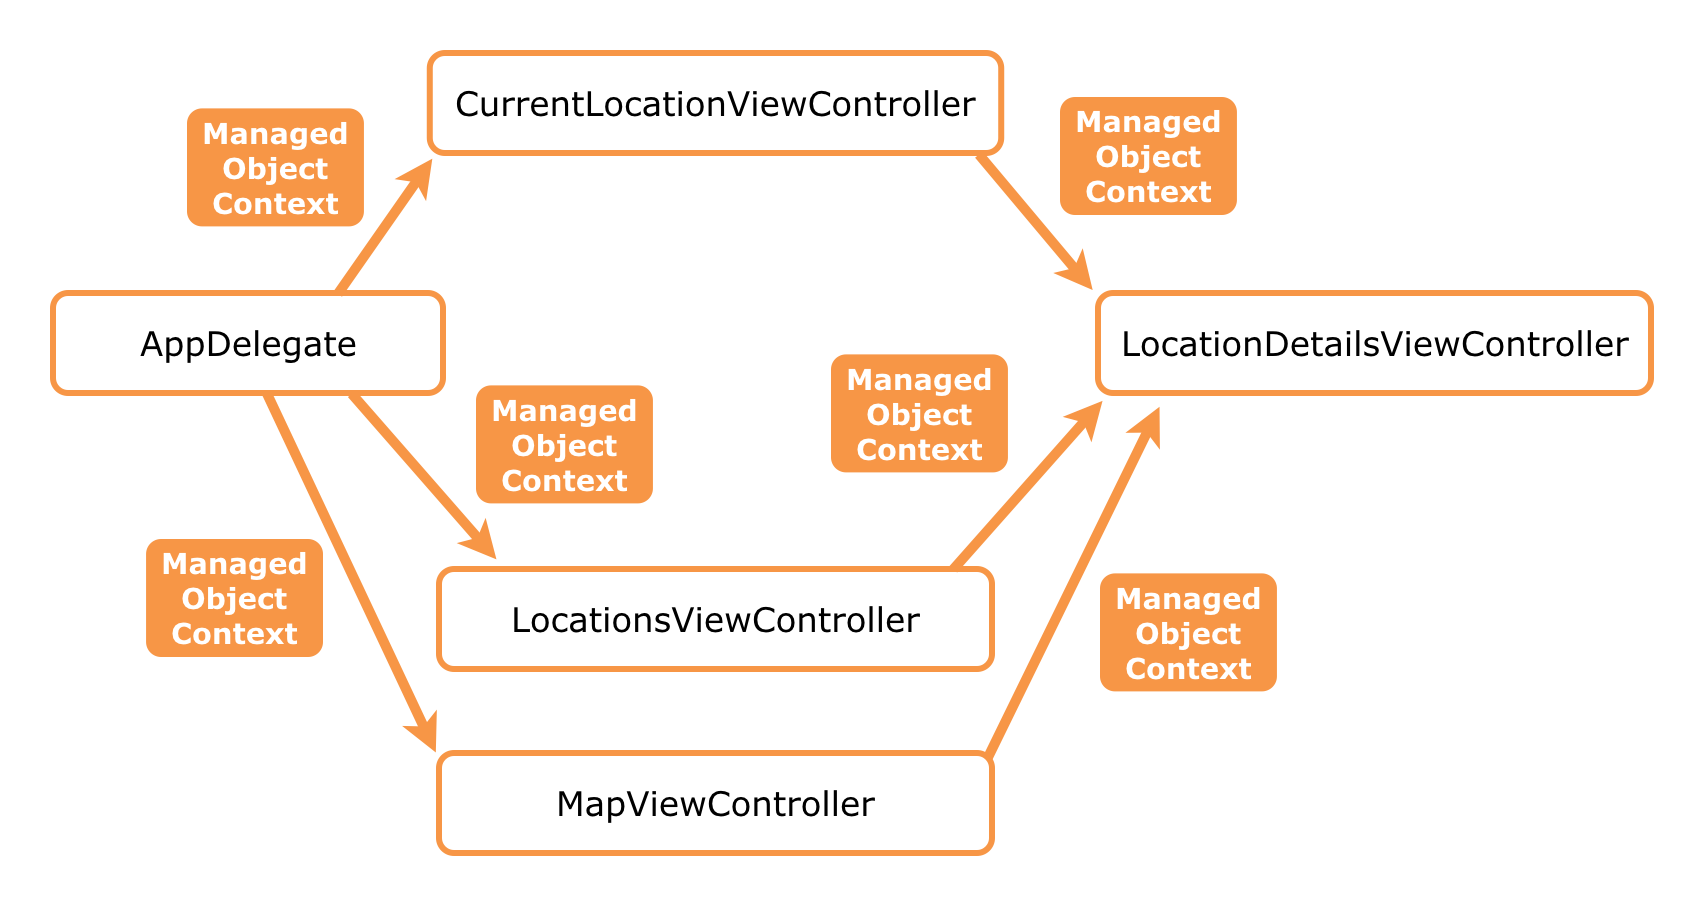 CurrentLocationViewController
Managed
Object
Context
Managed
Object
Context
AppDelegate
LocationDetailsViewController
Managed
Object
Context
Managed
Object
Context
Managed
Object
Context
Managed
Object
Context
LocationsViewController
MapViewController